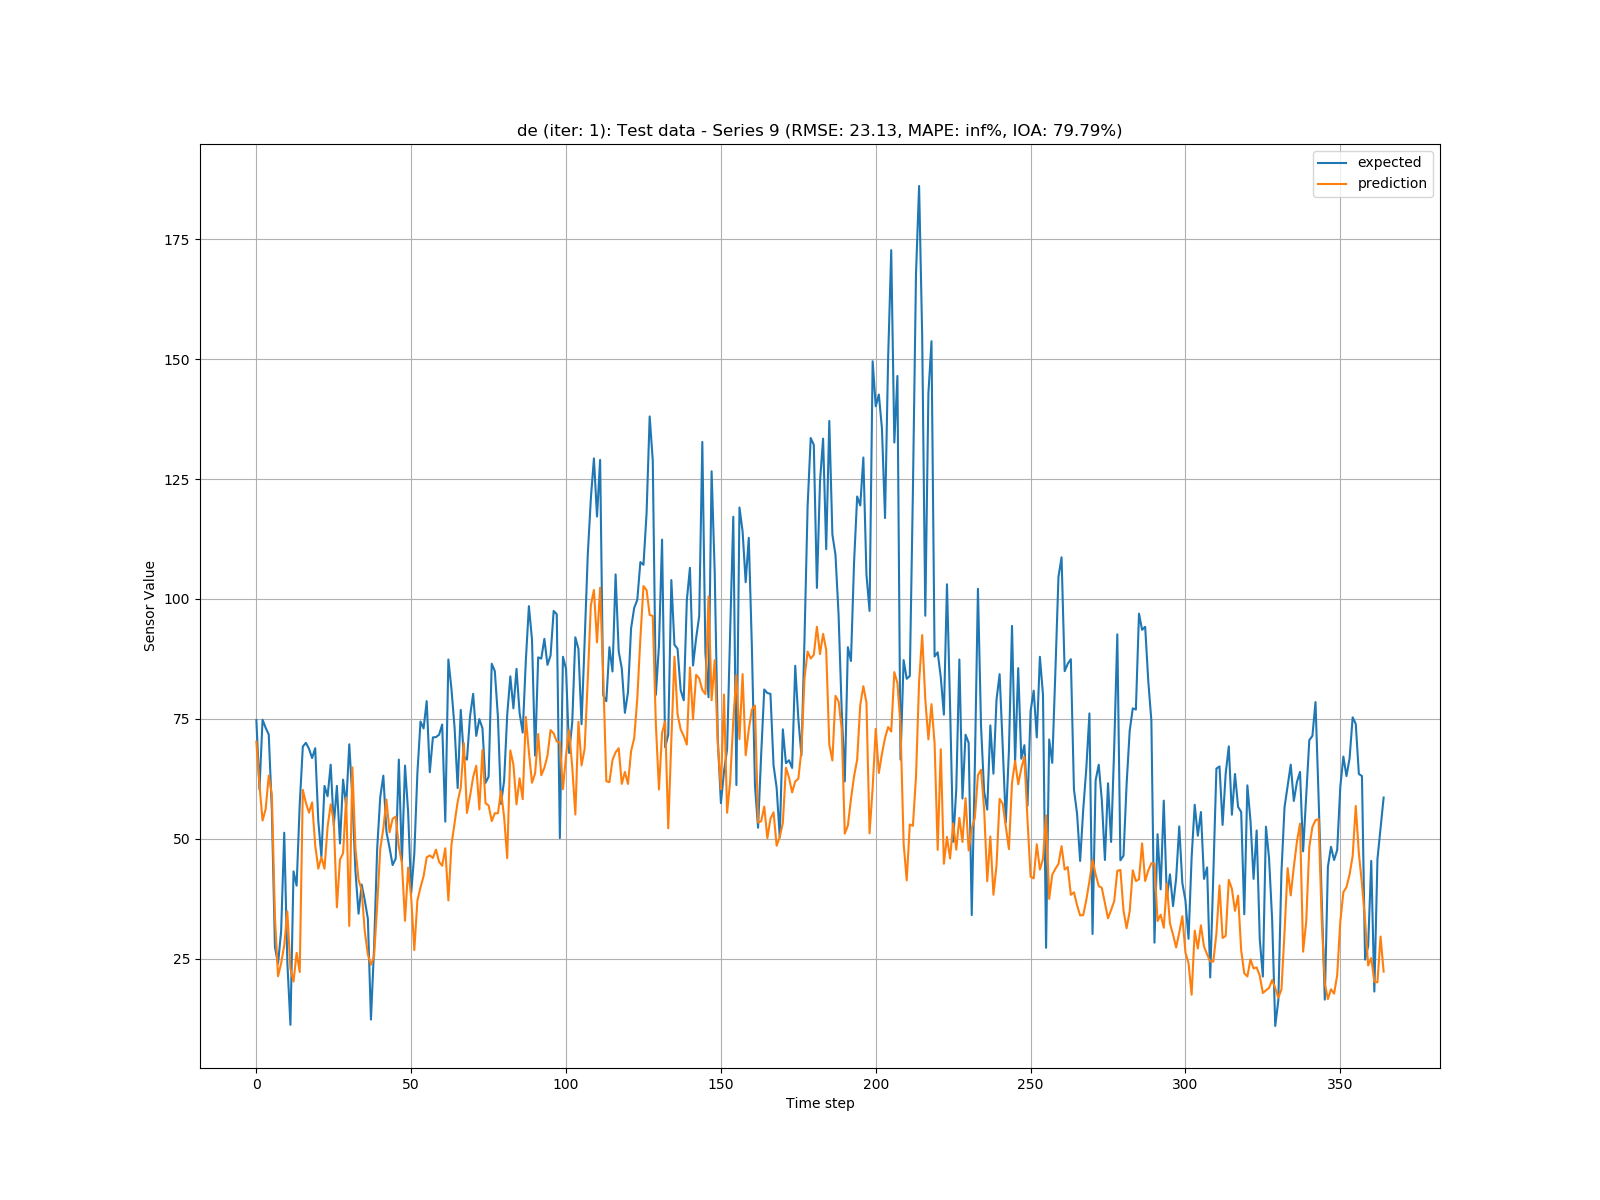 de (iter: 1): Test data - Series 9 (RMSE: 23.13, MAPE: inf%, IOA: 79.79%)
expected
prediction
175
150
125
100
75
50
25
Sensor Value
0 50 100 150 200 250 300 350
Time step